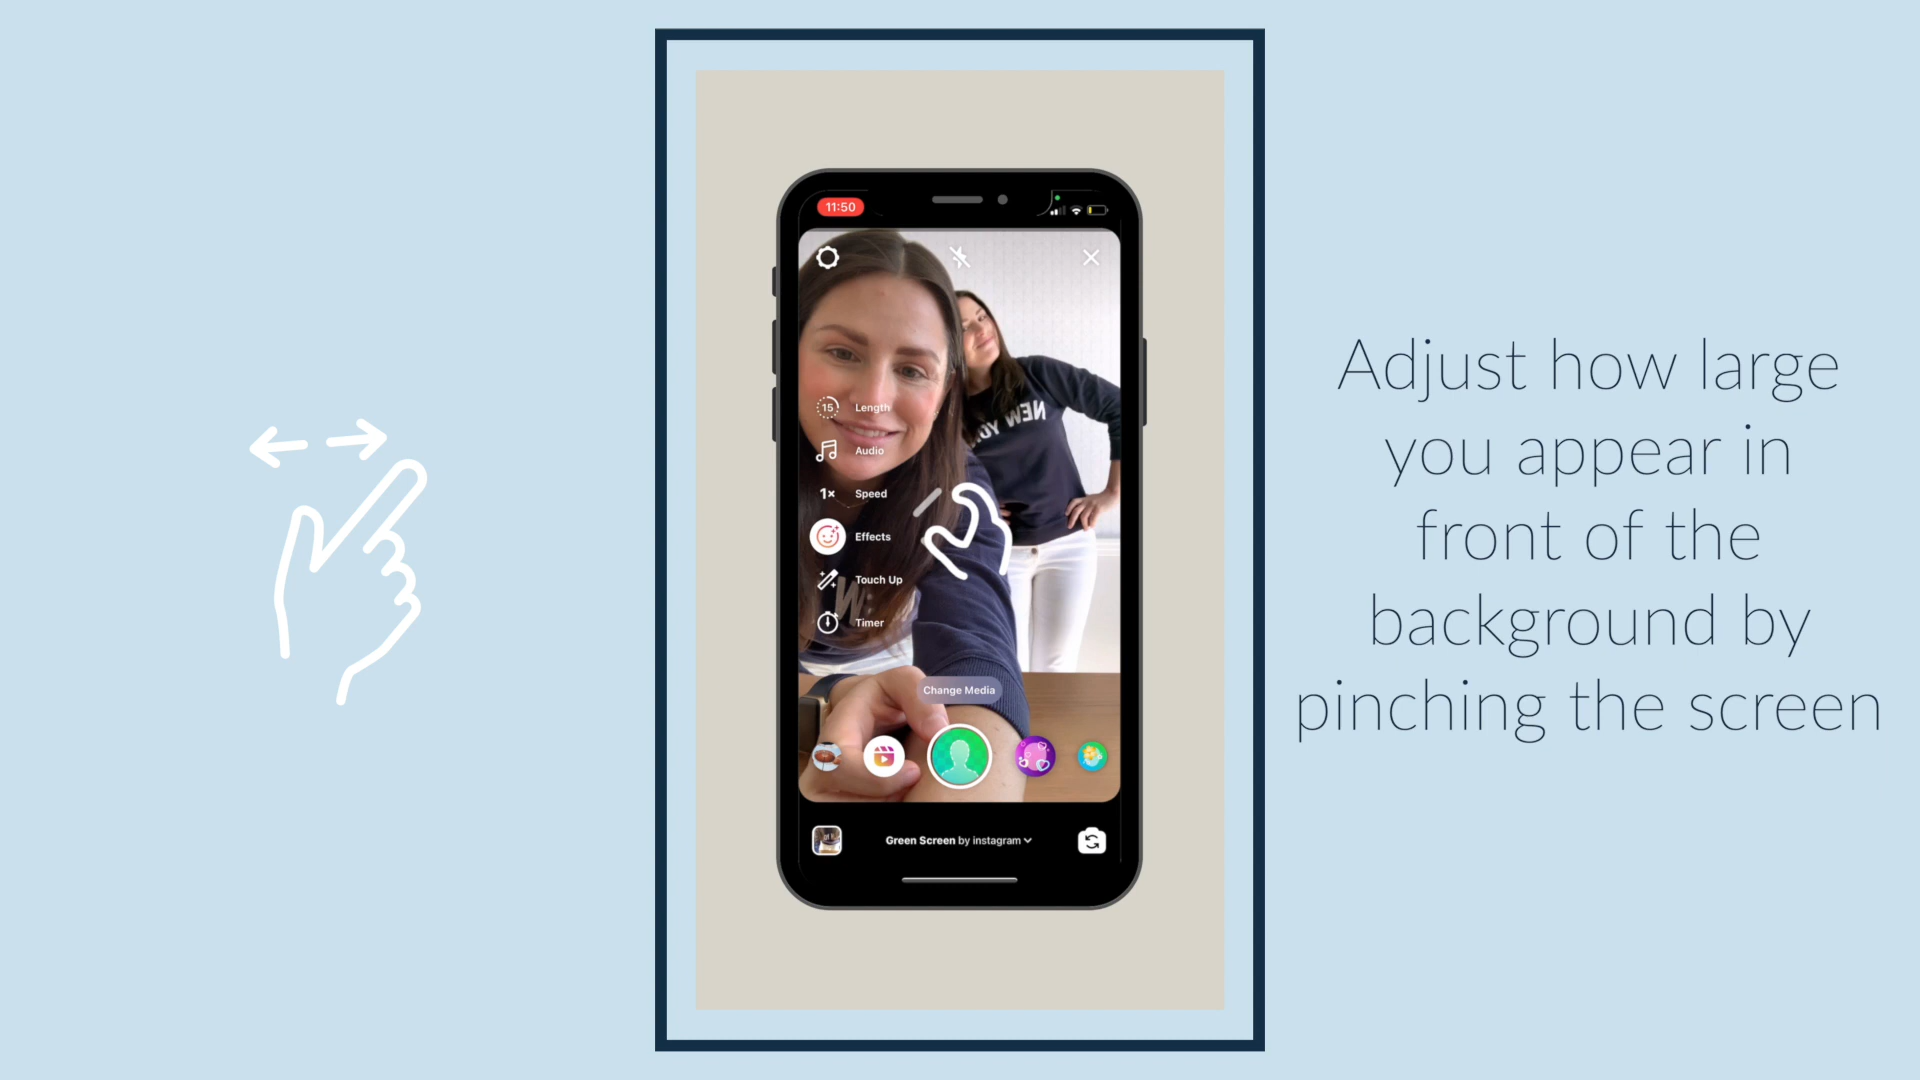 11:50
15 Length
Audio
1× Speed
Effects
Touch Up
Timer
Change Media
Green Screen by instagram
Adjust how large
you appear in
front of the
background by
pinching the screen